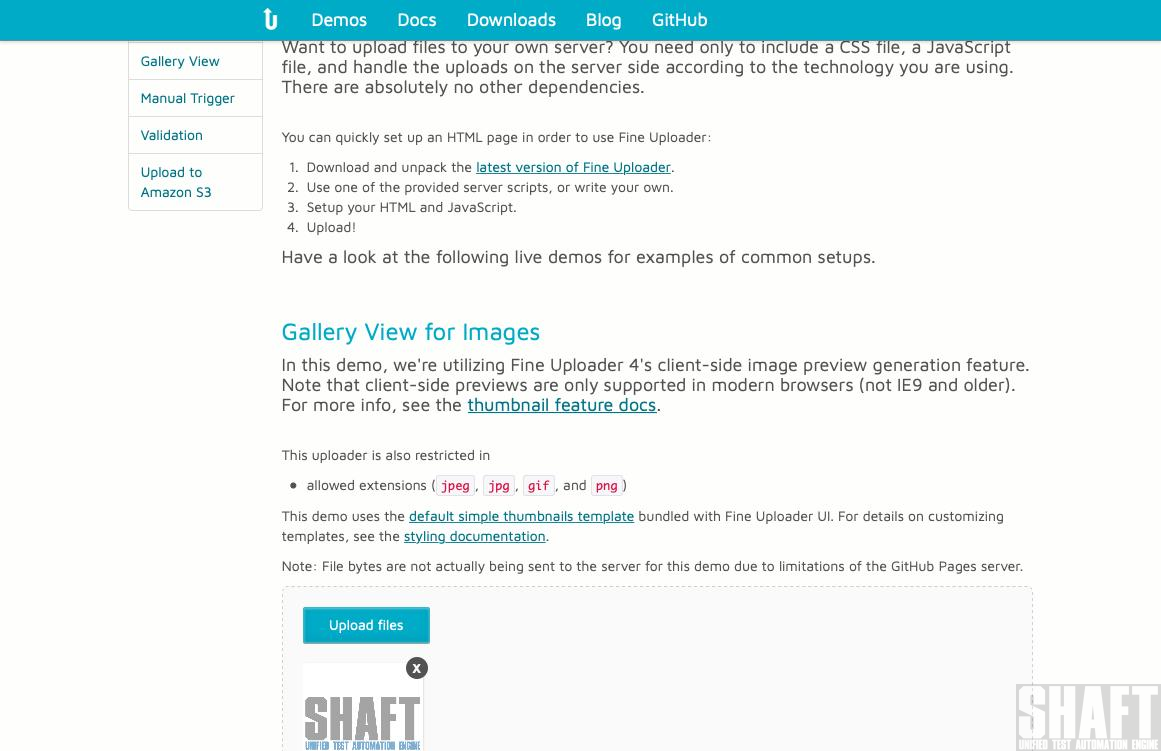 Demos Docs Downloads Blog GitHub
Gallery View
Manual Trigger
Validation
Upload to
Amazon S3
Want to upload files to your own server? You need only to include a CSS file, a JavaScript
file, and handle the uploads on the server side according to the technology you are using.
There are absolutely no other dependencies.
You can quickly set up an HTML page in order to use Fine Uploader:
1. Download and unpack the latest version of Fine Uploader.
2. Use one of the provided server scripts, or write your own.
3. Setup your HTML and JavaScript.
4. Upload!
Have a look at the following live demos for examples of common setups.
Gallery View for Images
In this demo, we're utilizing Fine Uploader 4's client-side image preview generation feature.
Note that client-side previews are only supported in modern browsers (not IE9 and older).
For more info, see the thumbnail feature docs.
This uploader is also restricted in
• allowed extensions (jpeg, jpg, gif, and png)
This demo uses the default simple thumbnails template bundled with Fine Uploader UI. For details on customizing
templates, see the styling documentation.
Note: File bytes are not actually being sent to the server for this demo due to limitations of the GitHub Pages server.
Upload files
X
SHAFT
UNIFIED TEST AUTOMATION ENGINE
SHAFT
UNIFIED TEST AUTOMATION ENGINE